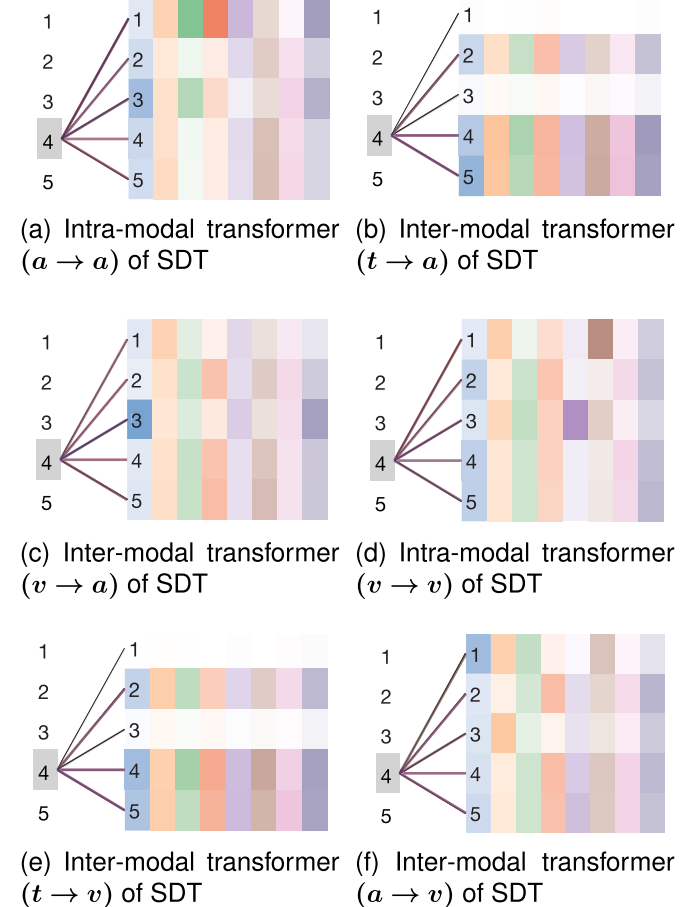 1 1 1 1
2 2 2 2
3 3 3 3
4 4 4 4
5 5 5 5
(a) Intra-modal transformer
(a → a) of SDT
(b) Inter-modal transformer
(t → a) of SDT
1 1 1 1
2 2 2 2
3 3 3 3
4 4 4 4
5 5 5 5
(c) Inter-modal transformer
(v → a) of SDT
(d) Intra-modal transformer
(v → v) of SDT
1 1 1 1
2 2 2 2
3 3 3 3
4 4 4 4
5 5 5 5
(e) Inter-modal transformer
(t → v) of SDT
(f) Inter-modal transformer
(a → v) of SDT